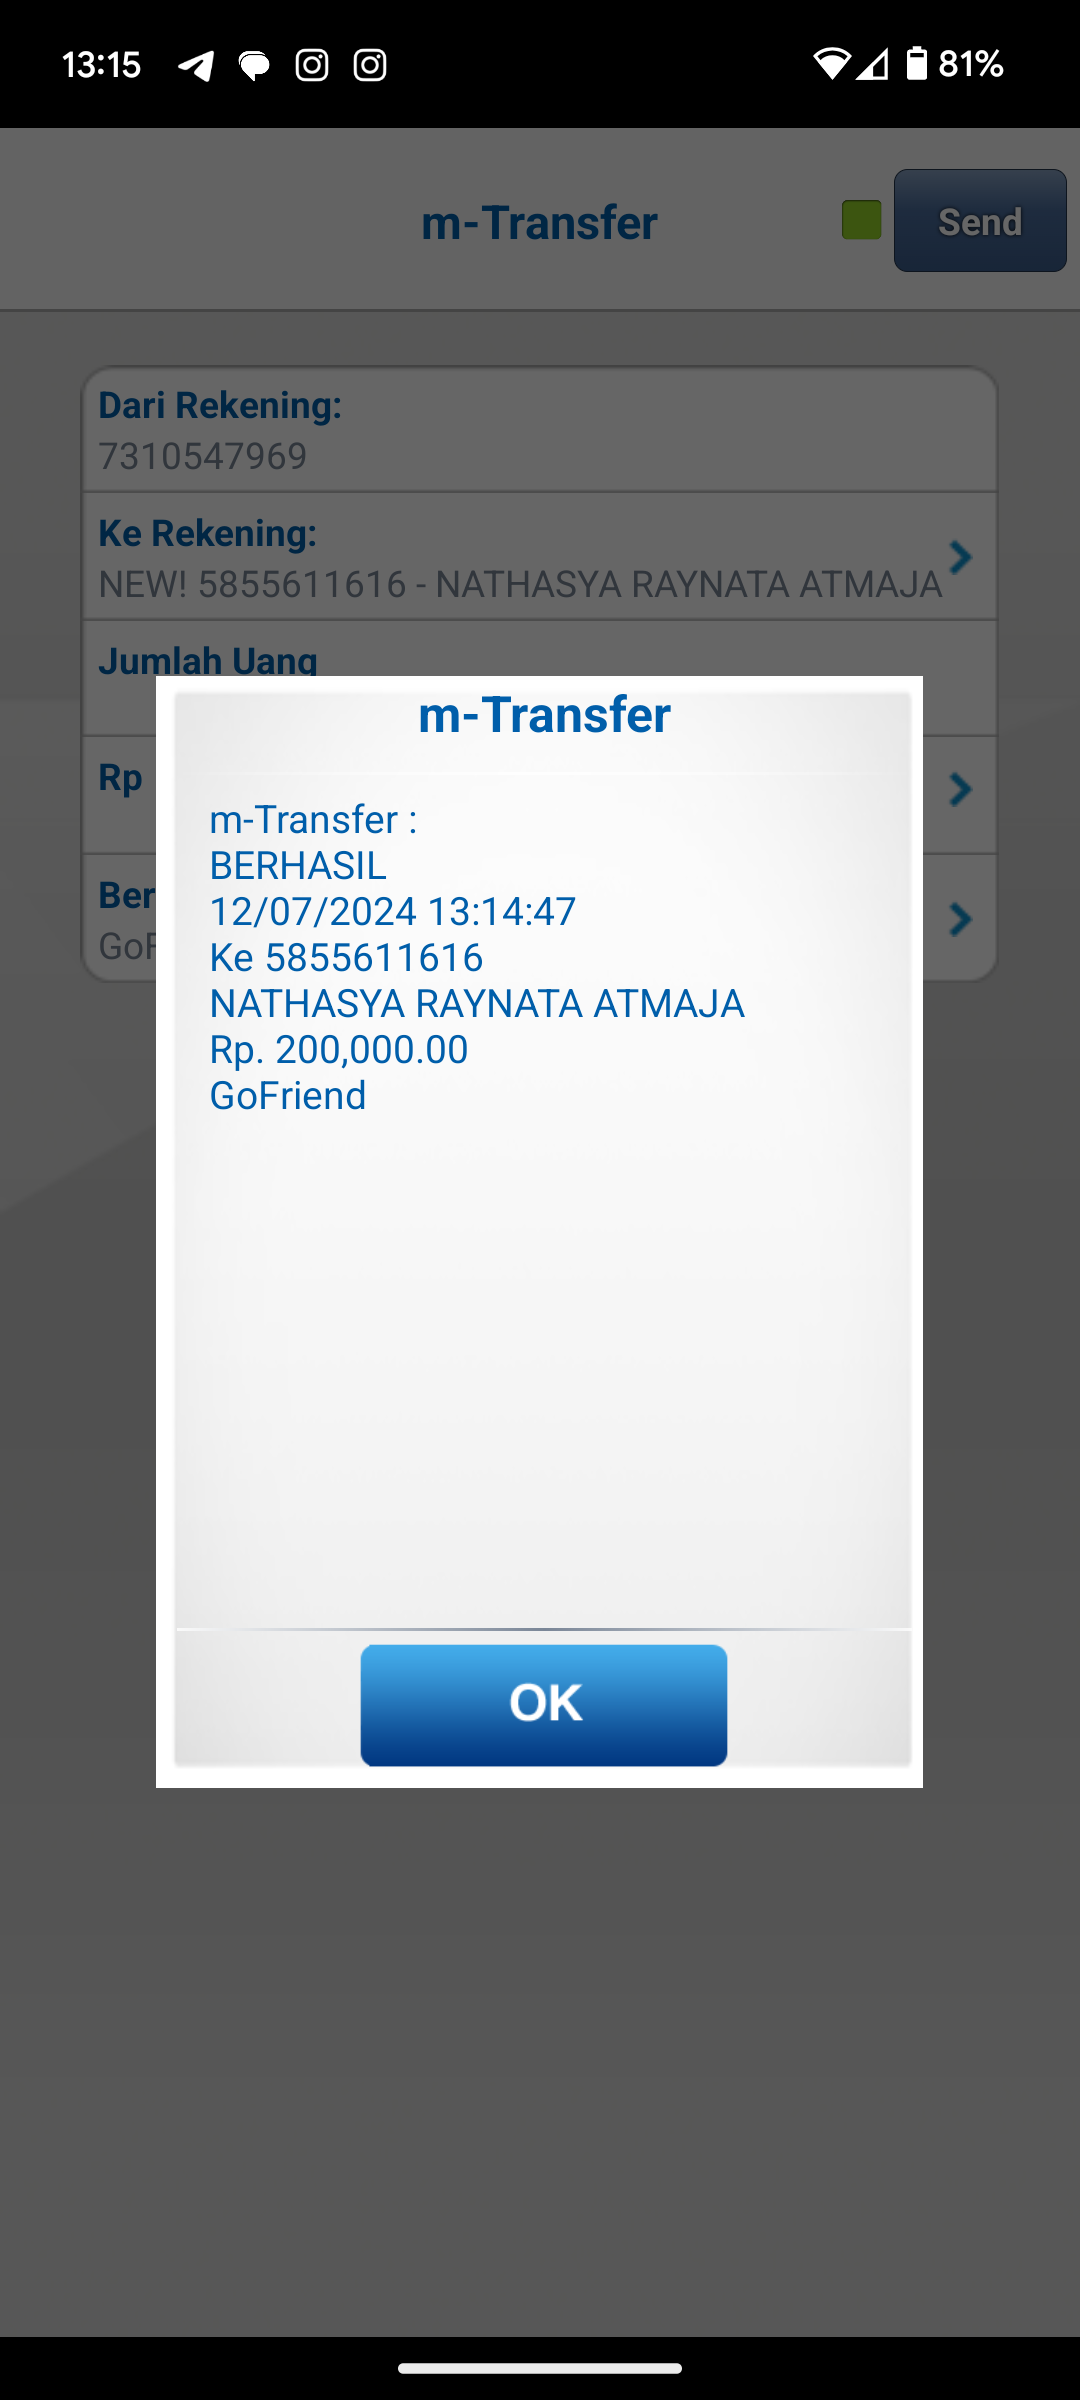 13:15
81%
m-Transfer
Send
Dari Rekening:
7310547969
Ke Rekening:
NEW! 5855611616 - NATHASYA RAYNATA ATMAJA
Jumlah Uang
Rp
Ber
GoF
m-Transfer
m-Transfer :
BERHASIL
12/07/2024 13:14:47
Ke 5855611616
NATHASYA RAYNATA ATMAJA
Rp. 200,000.00
GoFriend
OK